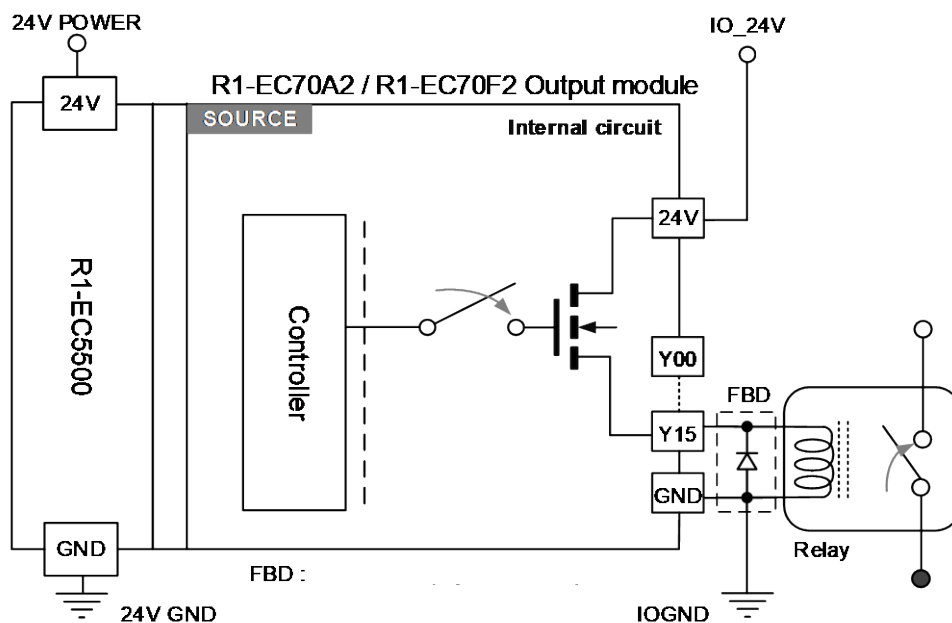 24V POWER
IO_24V
R1-EC70A2 / R1-EC70F2 Output module
24V
SOURCE
Internal circuit
24V
R1-EC5500
Controller
Y00
FBD
Y15
GND
GND
Relay
FBD :
24V GND
IOGND